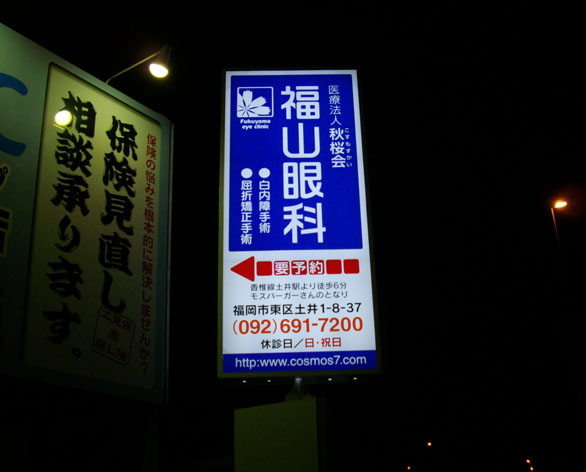 保険の悩みを根本的に解決しませんか?
保険見直し
相談承ります。
医療法人 秋桜会
こすもすかい
福山眼科
Fukuyama
eye clinic
●白内障手術
●屈折矯正手術
要予約
香椎線土井駅より徒歩6分
モスバーガーさんのとなり
福岡市東区土井1-8-37
(092)691-7200
休診日/日・祝日
http:www.cosmos7.com